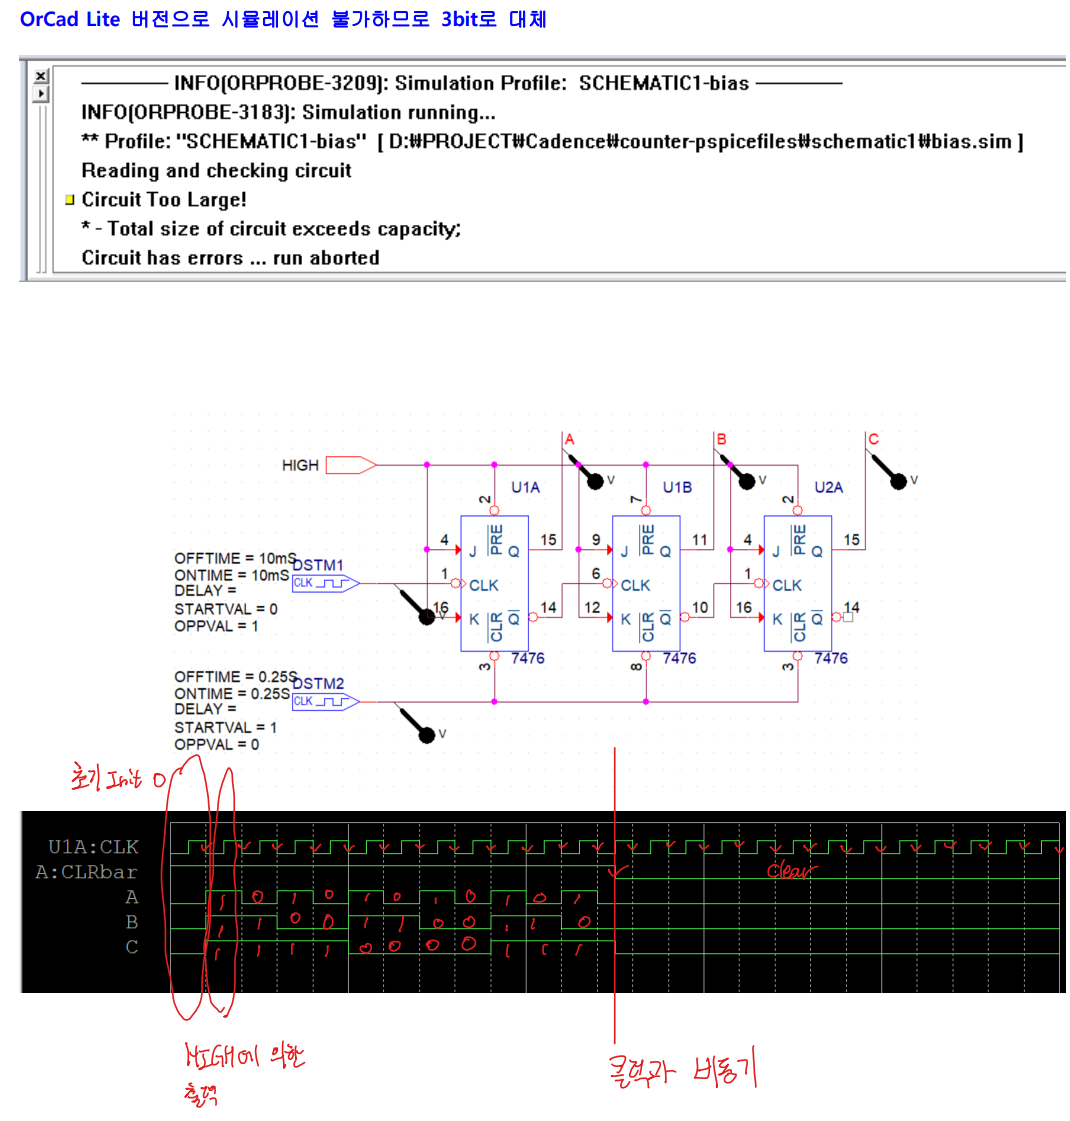 OrCad Lite 버전으로 시뮬레이션 불가하므로 3bit로 대체
INFO(ORPROBE-3209): Simulation Profile: SCHEMATIC1-bias
INFO(ORPROBE-3183): Simulation running...
** Profile: "SCHEMATIC1-bias" [ D:₩PROJECT₩Cadence₩counter-pspicefiles₩schematic1₩bias.sim ]
Reading and checking circuit
Circuit Too Large!
* - Total size of circuit exceeds capacity;
Circuit has errors ... run aborted
A B C
HIGH
V V V
U1A U1B U2A
2 7 2
4 J PRE Q 15 9 J PRE Q 11 4 J PRE Q 15
OFFTIME = 10mS
ONTIME = 10mS
DELAY =
STARTVAL = 0
OPPVAL = 1
DSTM1
CLK
1 CLK 6 CLK 1 CLK
V
16 K CLR Q 14 12 K CLR Q 10 16 K CLR Q 14
3 7476 8 7476 3 7476
OFFTIME = 0.25S
ONTIME = 0.25S
DELAY =
STARTVAL = 1
OPPVAL = 0
DSTM2
CLK
V
초기 Init 0
U1A:CLK
A:CLRbar
Clear
A 1 0 1 0 1 0 1 0 1 0 1
B 1 1 0 0 1 1 0 0 1 1 0
C 1 1 1 1 0 0 0 0 1 1 1
HIGH에 의한
출력
클럭과 비동기